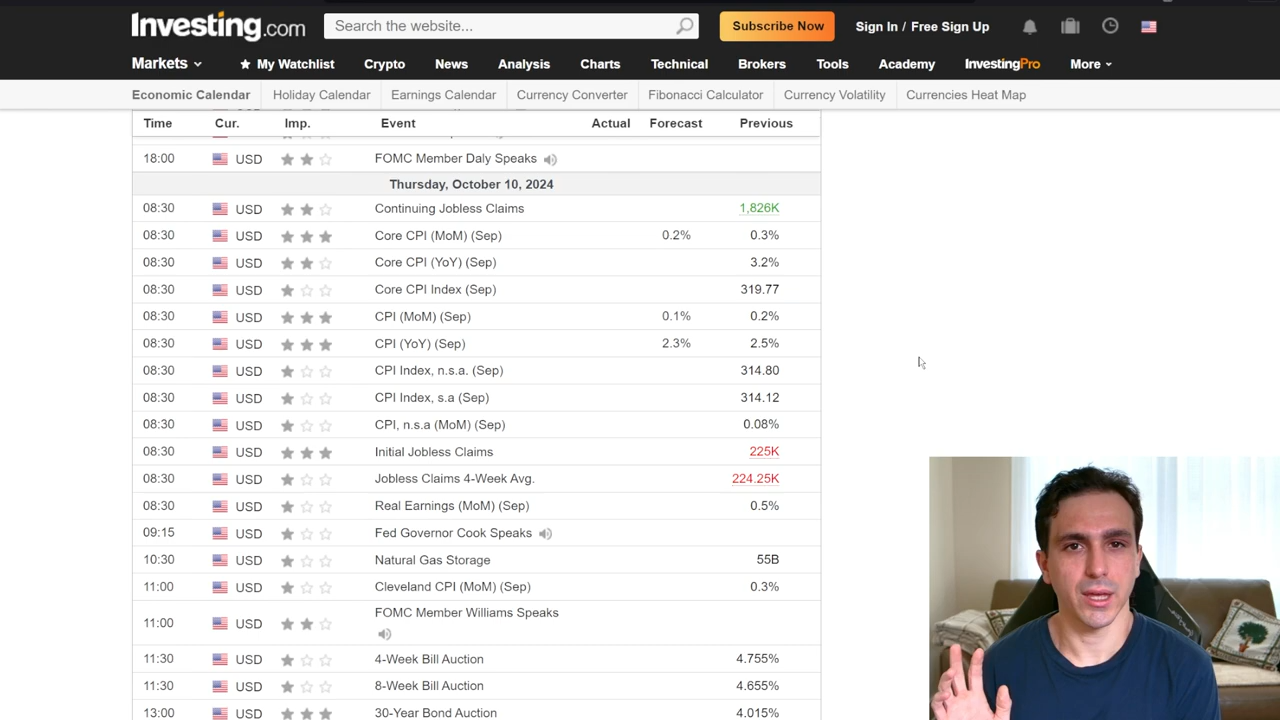 Investing.com
Search the website...
Subscribe Now
Sign In / Free Sign Up
Markets
My Watchlist
Crypto
News
Analysis
Charts
Technical
Brokers
Tools
Academy
InvestingPro
More
Economic Calendar
Holiday Calendar
Earnings Calendar
Currency Converter
Fibonacci Calculator
Currency Volatility
Currencies Heat Map
Time Cur. Imp. Event Actual Forecast Previous
18:00 USD FOMC Member Daly Speaks
Thursday, October 10, 2024
08:30 USD Continuing Jobless Claims 1,826K
08:30 USD Core CPI (MoM) (Sep) 0.2% 0.3%
08:30 USD Core CPI (YoY) (Sep) 3.2%
08:30 USD Core CPI Index (Sep) 319.77
08:30 USD CPI (MoM) (Sep) 0.1% 0.2%
08:30 USD CPI (YoY) (Sep) 2.3% 2.5%
08:30 USD CPI Index, n.s.a. (Sep) 314.80
08:30 USD CPI Index, s.a (Sep) 314.12
08:30 USD CPI, n.s.a (MoM) (Sep) 0.08%
08:30 USD Initial Jobless Claims 225K
08:30 USD Jobless Claims 4-Week Avg. 224.25K
08:30 USD Real Earnings (MoM) (Sep) 0.5%
09:15 USD Fed Governor Cook Speaks
10:30 USD Natural Gas Storage 55B
11:00 USD Cleveland CPI (MoM) (Sep) 0.3%
11:00 USD FOMC Member Williams Speaks
11:30 USD 4-Week Bill Auction 4.755%
11:30 USD 8-Week Bill Auction 4.655%
13:00 USD 30-Year Bond Auction 4.015%